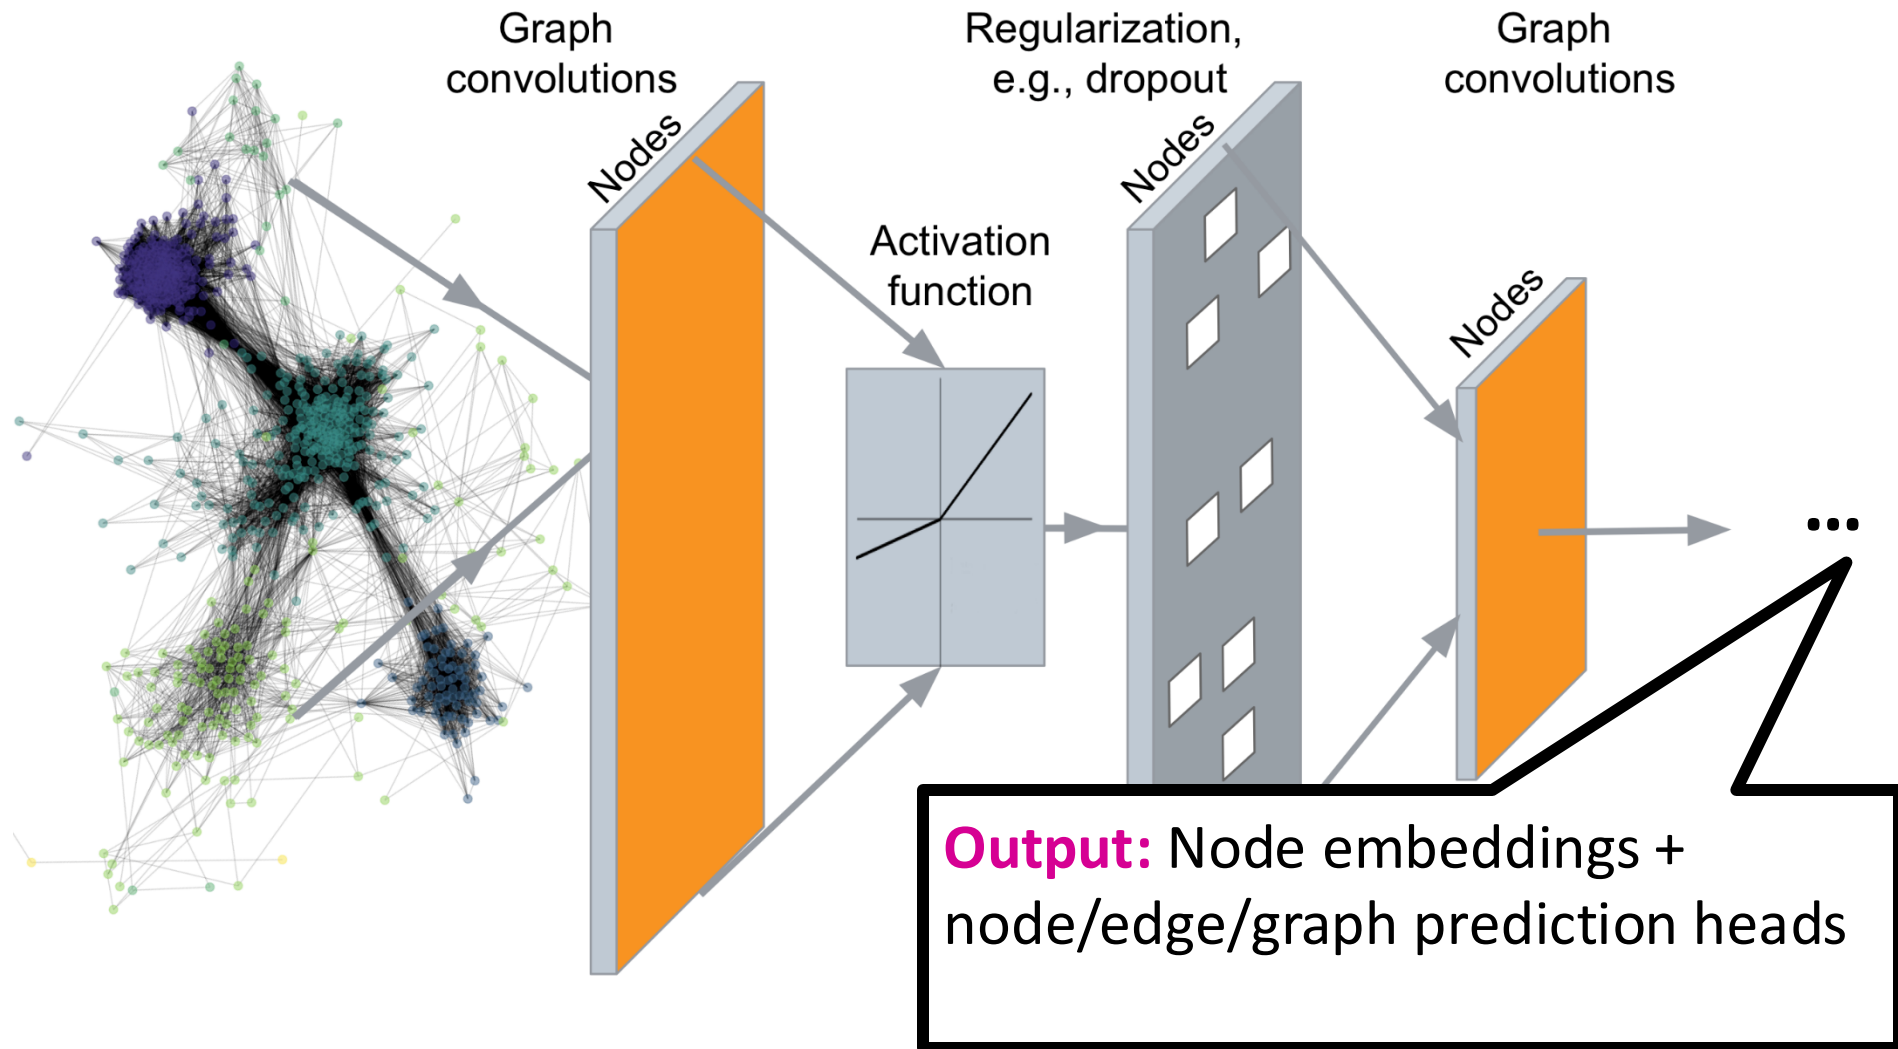 Graph
convolutions
Regularization,
e.g., dropout
Graph
convolutions
Nodes
Nodes
Activation
function
Nodes
...
Output: Node embeddings +
node/edge/graph prediction heads